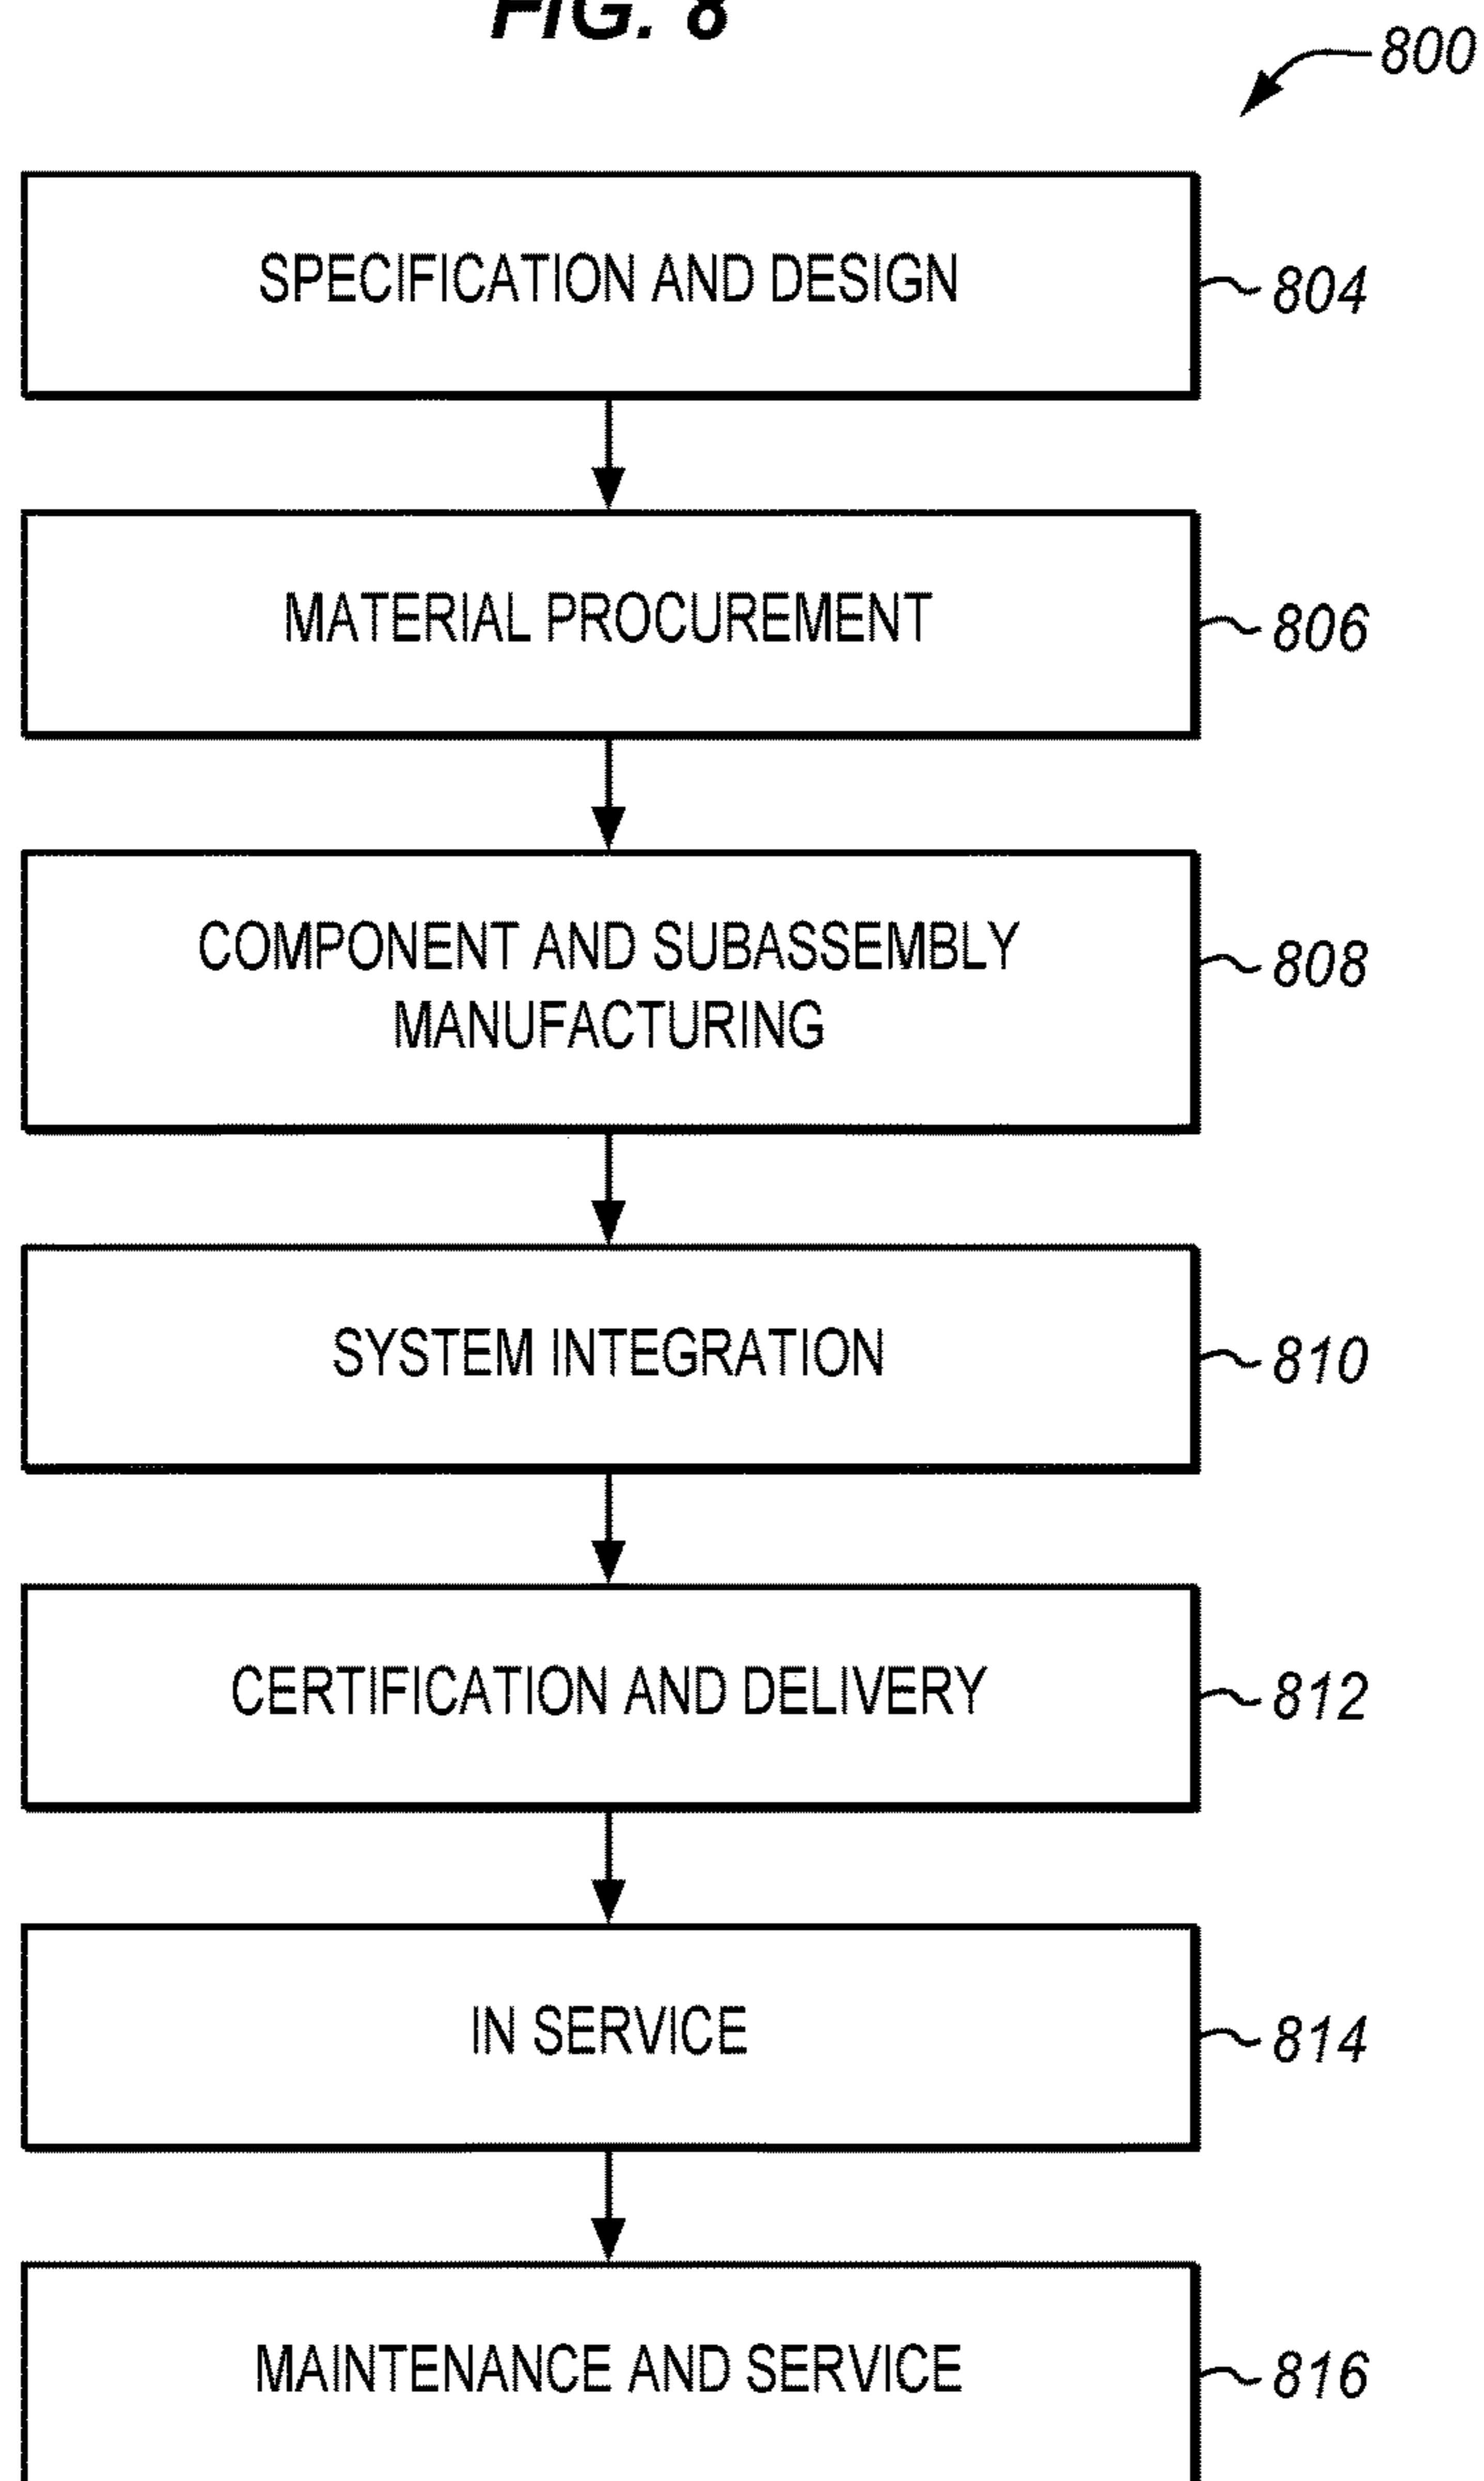 FIG. 8
800
SPECIFICATION AND DESIGN
804
MATERIAL PROCUREMENT
806
COMPONENT AND SUBASSEMBLY
MANUFACTURING
808
SYSTEM INTEGRATION
810
CERTIFICATION AND DELIVERY
812
IN SERVICE
814
MAINTENANCE AND SERVICE
816